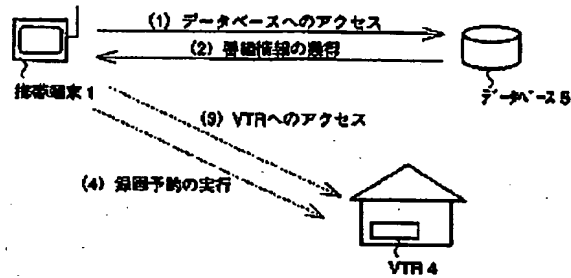 (1) データベースへのアクセス
(2) 番組情報の獲得
携帯端末1
データベース5
(3) VTRへのアクセス
(4) 録画予約の実行
VTR 4